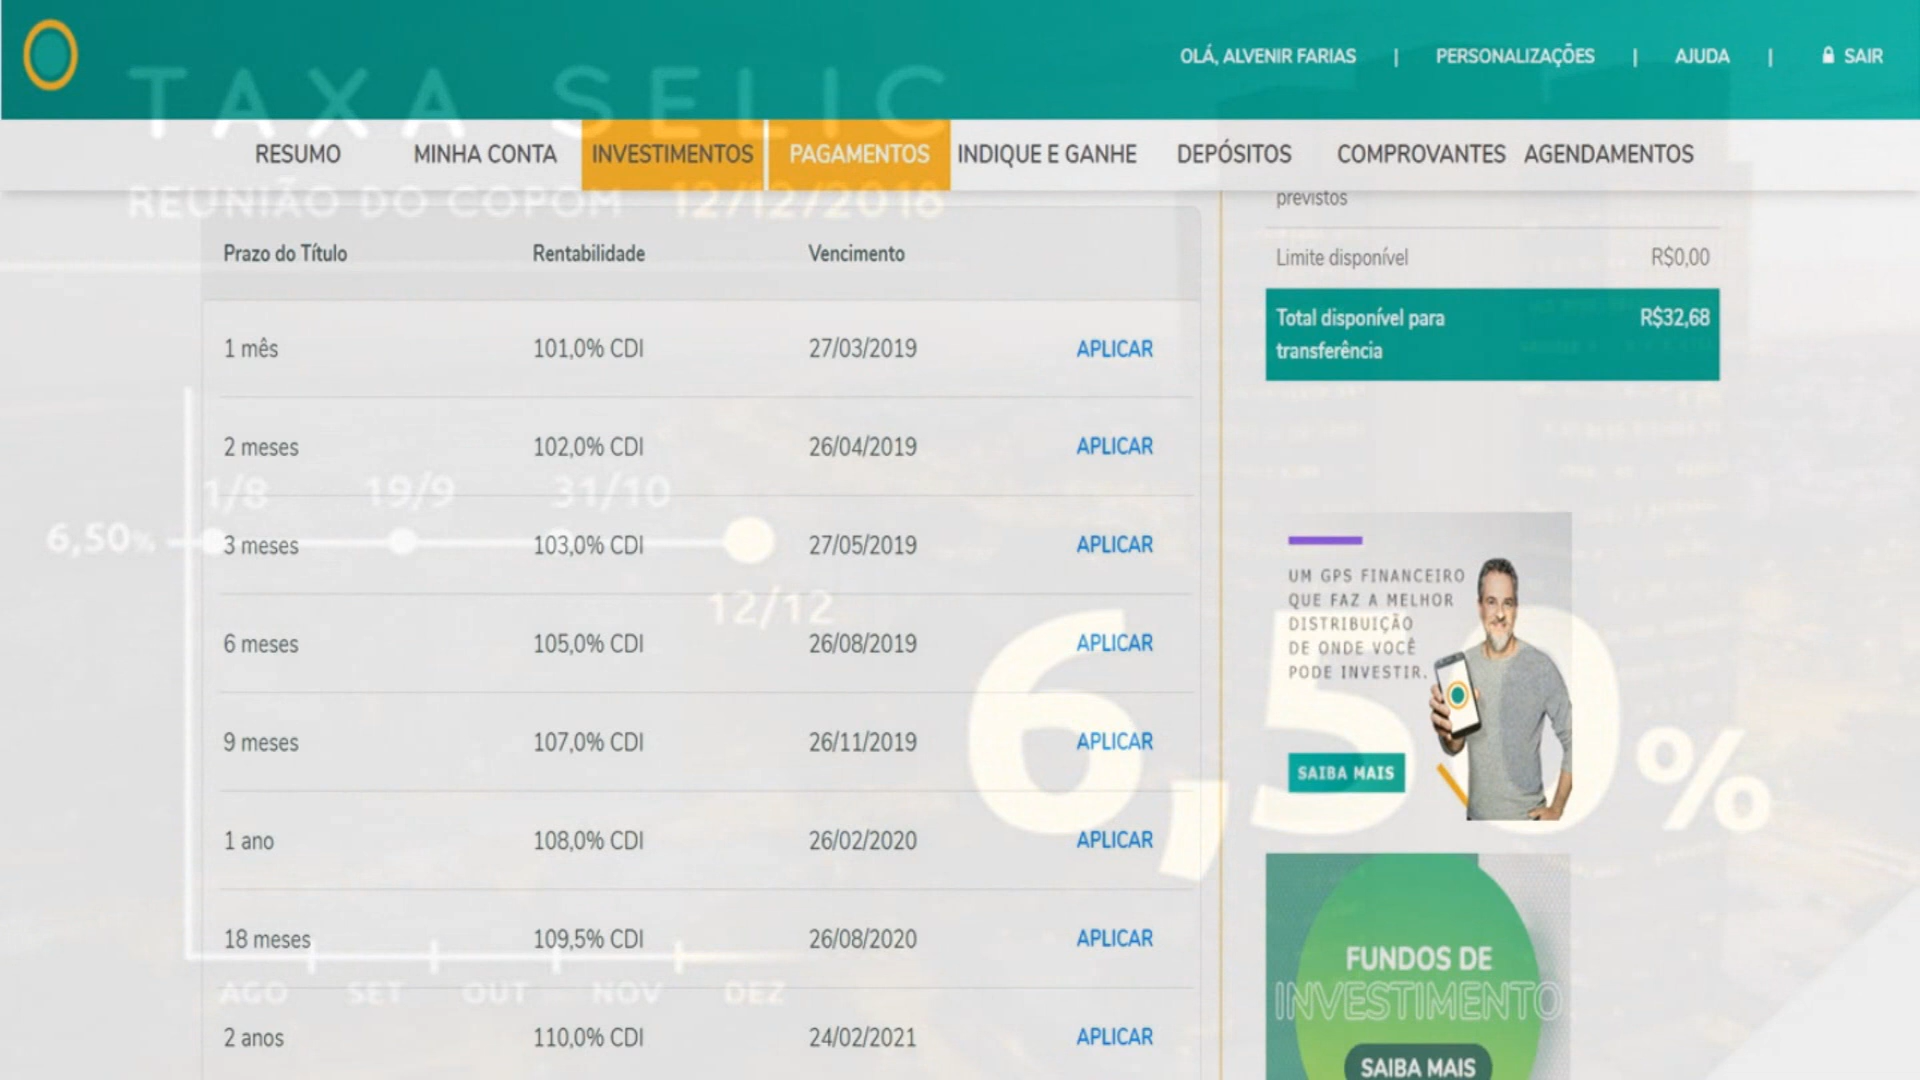 OLÁ, ALVENIR FARIAS | PERSONALIZAÇÕES | AJUDA | SAIR
TAXA SELIC
RESUMO MINHA CONTA INVESTIMENTOS PAGAMENTOS INDIQUE E GANHE DEPÓSITOS COMPROVANTES AGENDAMENTOS
REUNIÃO DO COPOM 12/12/2018
Prazo do Título Rentabilidade Vencimento
1 mês 101,0% CDI 27/03/2019 APLICAR
2 meses 102,0% CDI 26/04/2019 APLICAR
1/8 19/9 31/10
6,50%
3 meses 103,0% CDI 27/05/2019 APLICAR
12/12
6 meses 105,0% CDI 26/08/2019 APLICAR
9 meses 107,0% CDI 26/11/2019 APLICAR
6,50%
1 ano 108,0% CDI 26/02/2020 APLICAR
18 meses 109,5% CDI 26/08/2020 APLICAR
AGO SET OUT NOV DEZ
2 anos 110,0% CDI 24/02/2021 APLICAR
previstos
Limite disponível R$0,00
Total disponível para R$32,68
transferência
UM GPS FINANCEIRO
QUE FAZ A MELHOR
DISTRIBUIÇÃO
DE ONDE VOCÊ
PODE INVESTIR.
SAIBA MAIS
FUNDOS DE
INVESTIMENTO
SAIBA MAIS